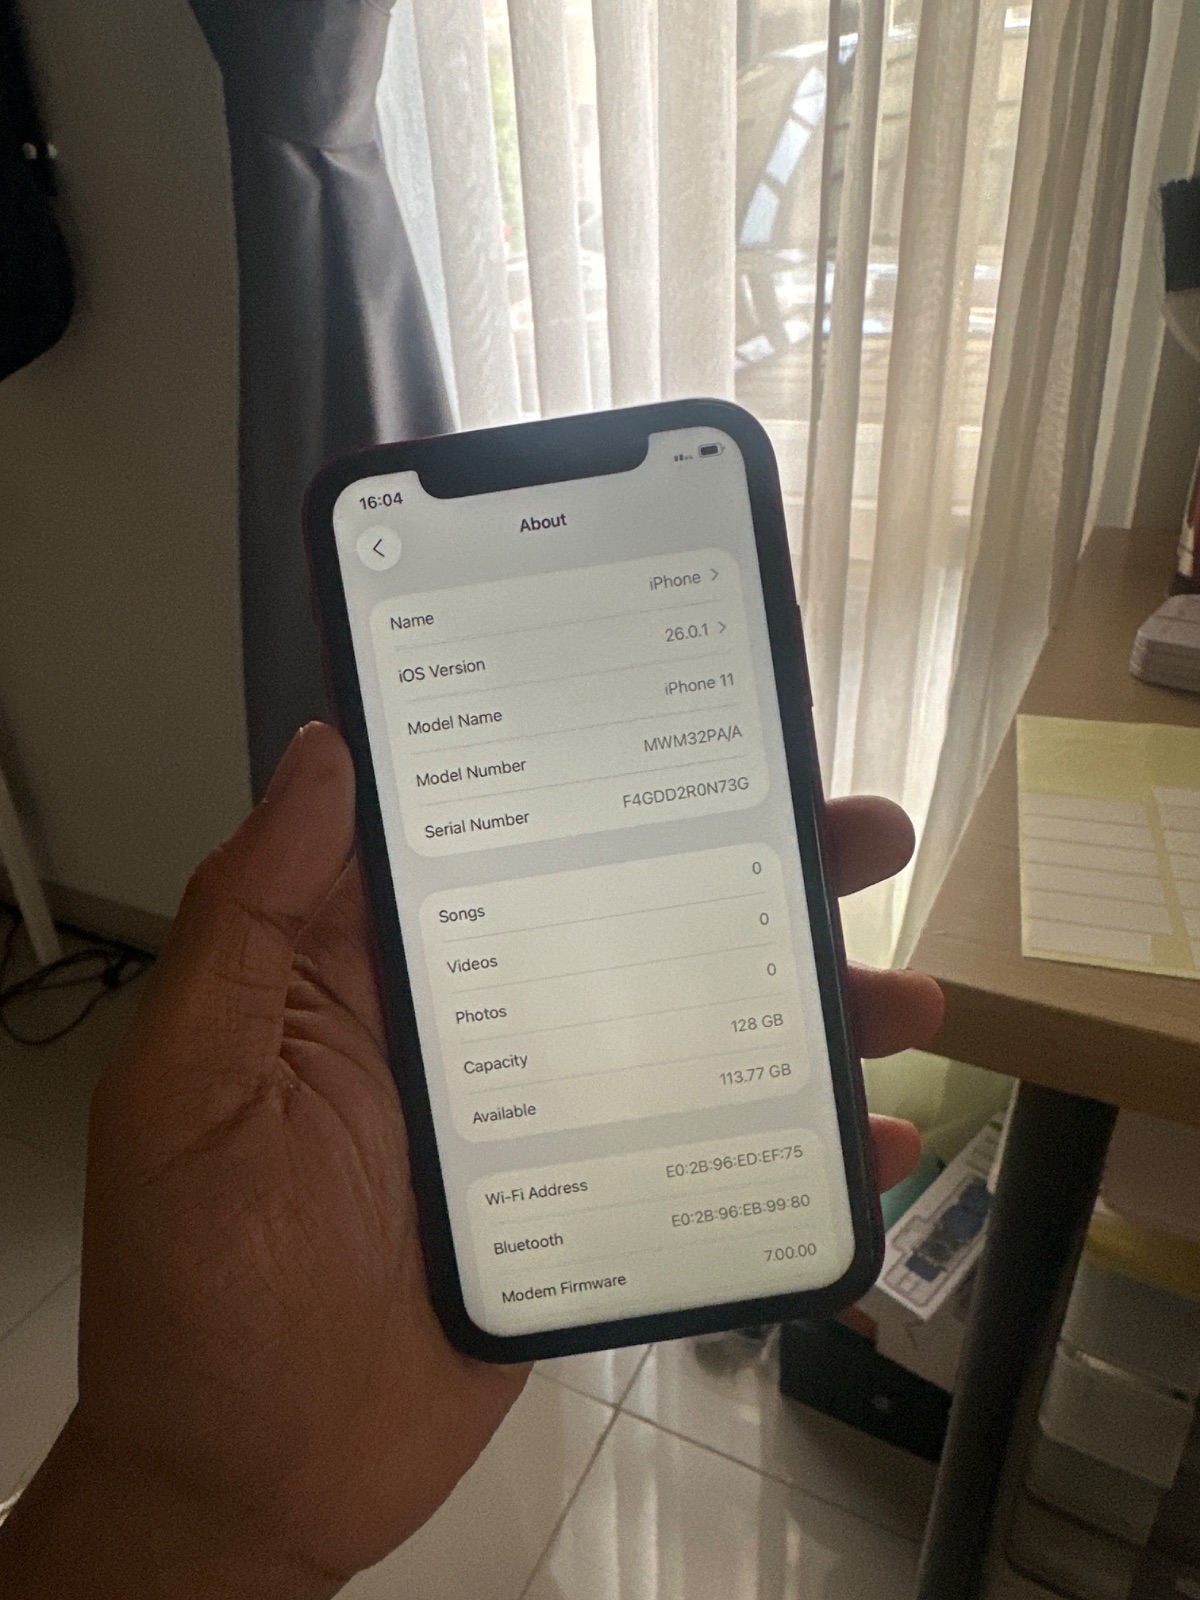 16:04
About
Name iPhone
iOS Version 26.0.1
Model Name iPhone 11
Model Number MWM32PA/A
Serial Number F4GDD2R0N73G
Songs 0
Videos 0
Photos 0
Capacity 128 GB
Available 113.77 GB
Wi-Fi Address E0:2B:96:ED:EF:75
Bluetooth E0:2B:96:EB:99:80
Modem Firmware 7.00.00